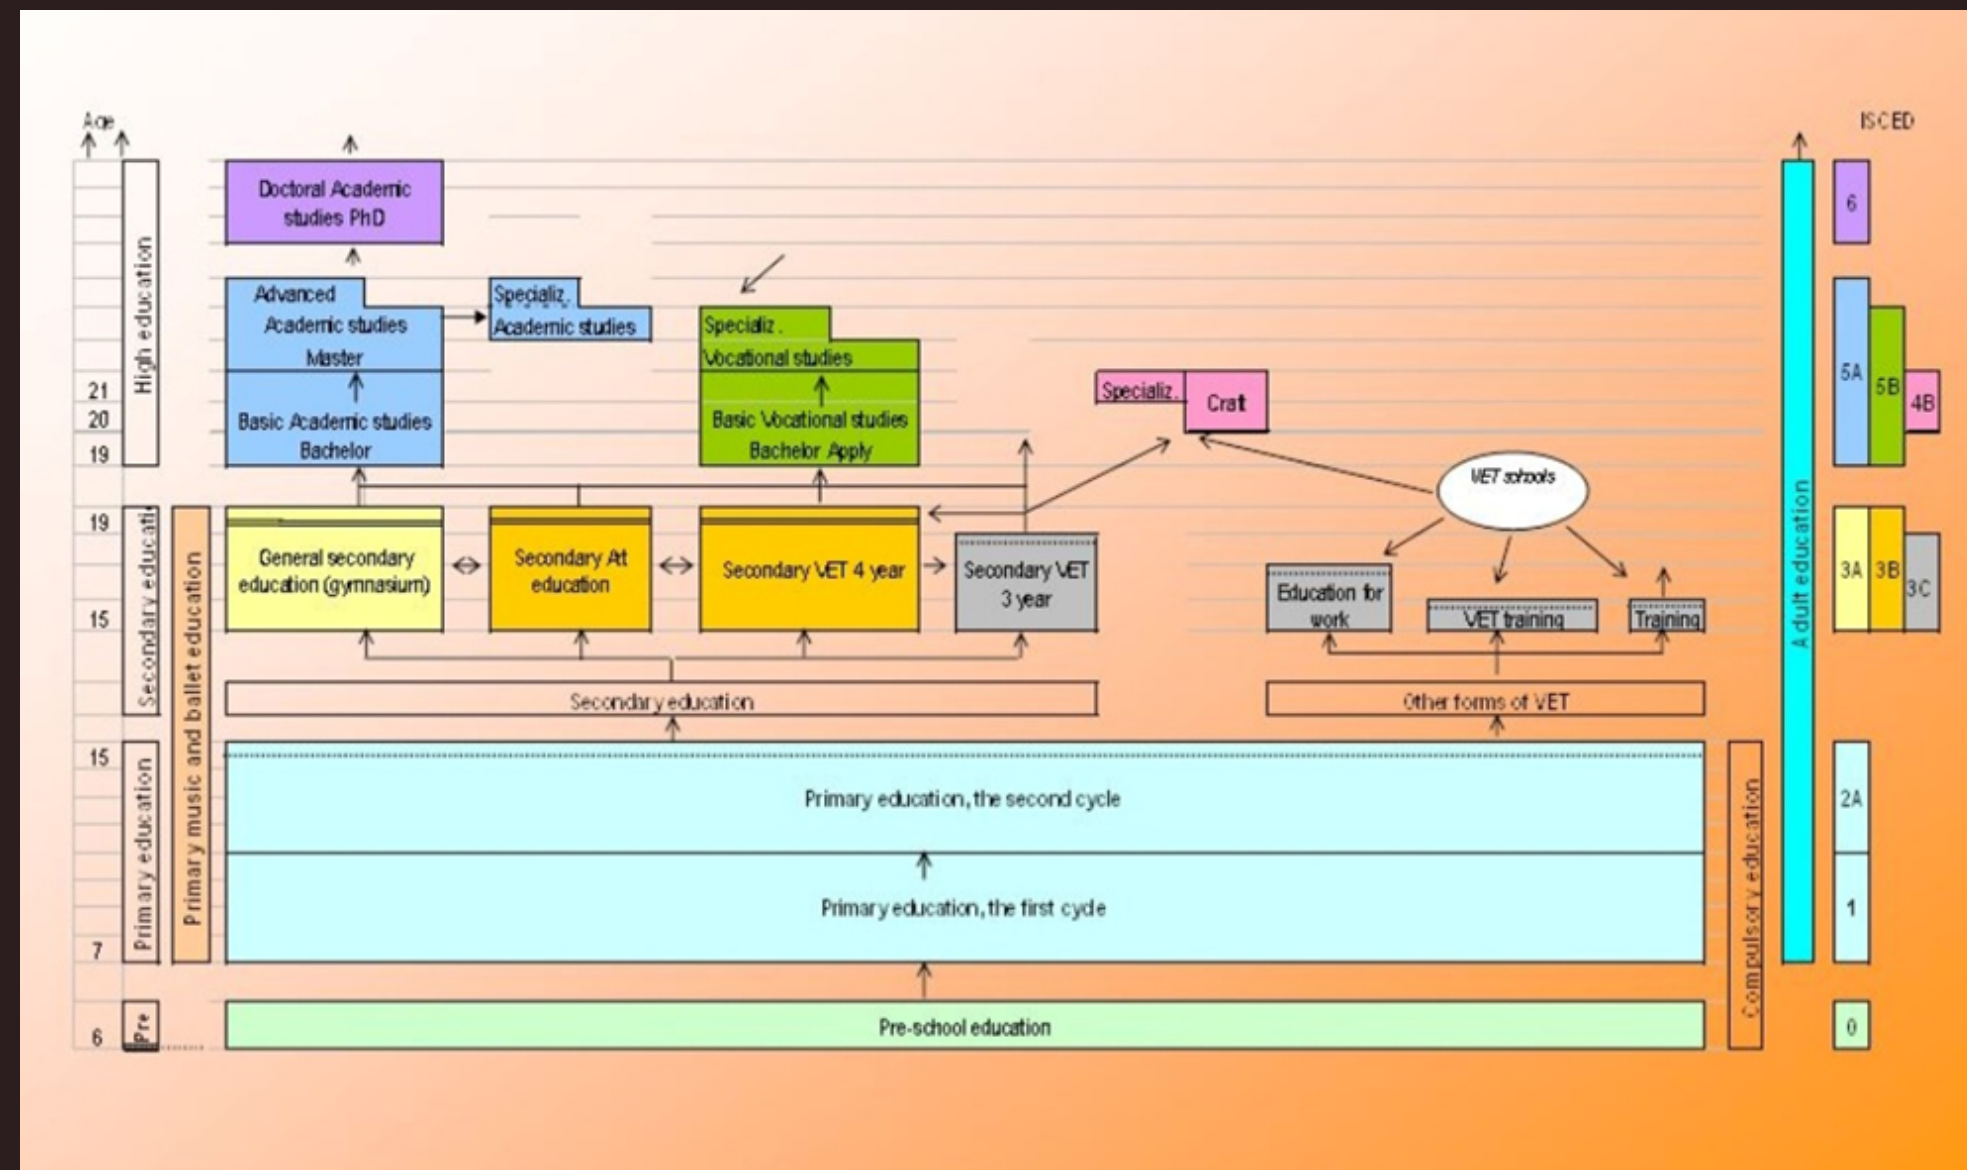 Age
ISCED
High education
Secondary educati
Primary education
Pre
21
20
19
19
15
15
7
6
Primary music and ballet education
Doctoral Academic
studies PhD
Advanced
Academic studies
Master
Basic Academic studies
Bachelor
Specializ.
Academic studies
Specializ.
Vocational studies
Basic Vocational studies
Bachelor Apply
Specializ.
Craft
VET schools
General secondary
education (gymnasium)
Secondary Art
education
Secondary VET 4 year
Secondary VET
3 year
Education for
work
VET training
Training
Secondary education
Other forms of VET
Primary education, the second cycle
Primary education, the first cycle
Pre-school education
Compulsory education
Adult education
6
5A
5B
4B
3A
3B
3C
2A
1
0